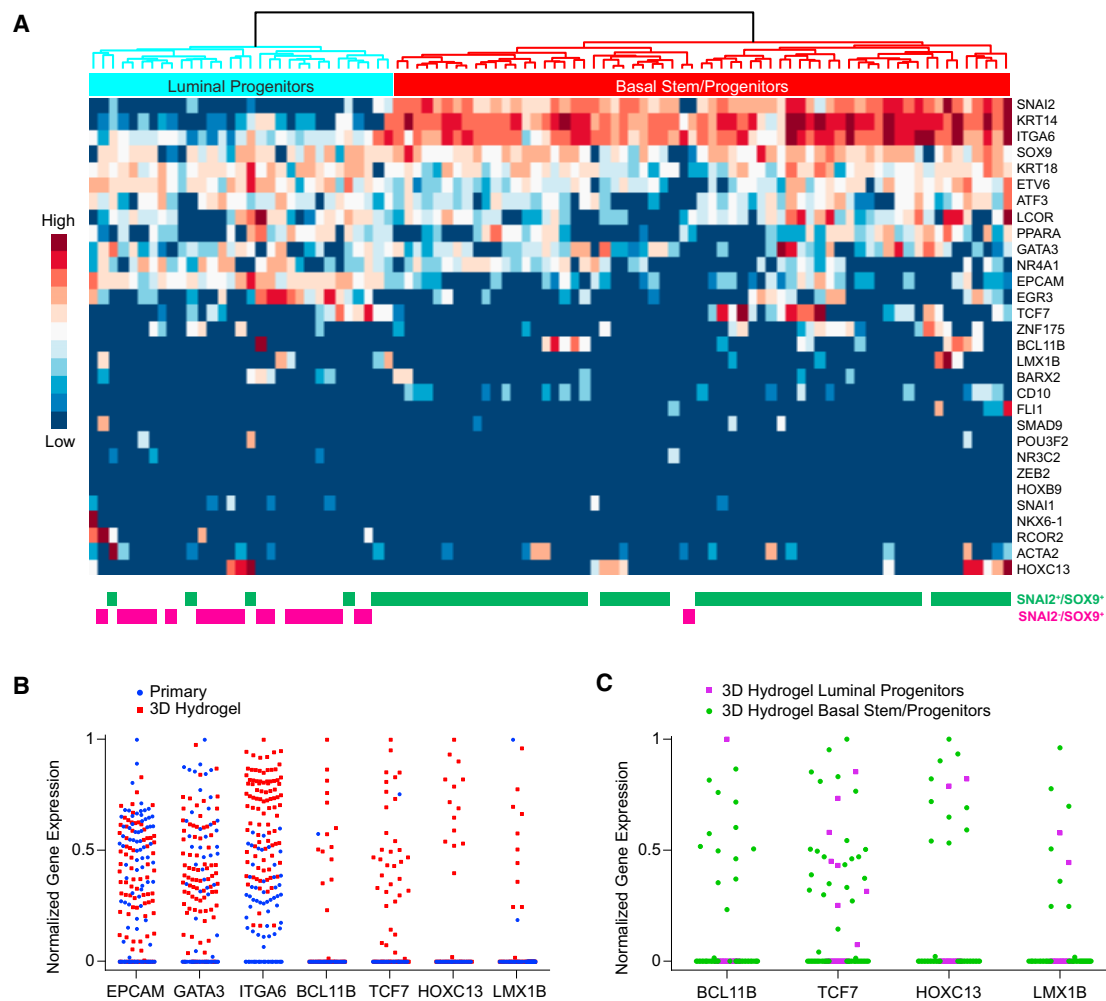 A
Luminal Progenitors
Basal Stem/Progenitors
High
Low
SNAI2
KRT14
ITGA6
SOX9
KRT18
ETV6
ATF3
LCOR
PPARA
GATA3
NR4A1
EPCAM
EGR3
TCF7
ZNF175
BCL11B
LMX1B
BARX2
CD10
FLI1
SMAD9
POU3F2
NR3C2
ZEB2
HOXB9
SNAI1
NKX6-1
RCOR2
ACTA2
HOXC13
SNAI2⁺/SOX9⁺
SNAI2⁻/SOX9⁺
B
Primary
3D Hydrogel
Normalized Gene Expression
1
0.5
0
EPCAM GATA3 ITGA6 BCL11B TCF7 HOXC13 LMX1B
C
3D Hydrogel Luminal Progenitors
3D Hydrogel Basal Stem/Progenitors
Normalized Gene Expression
1
0.5
0
BCL11B TCF7 HOXC13 LMX1B